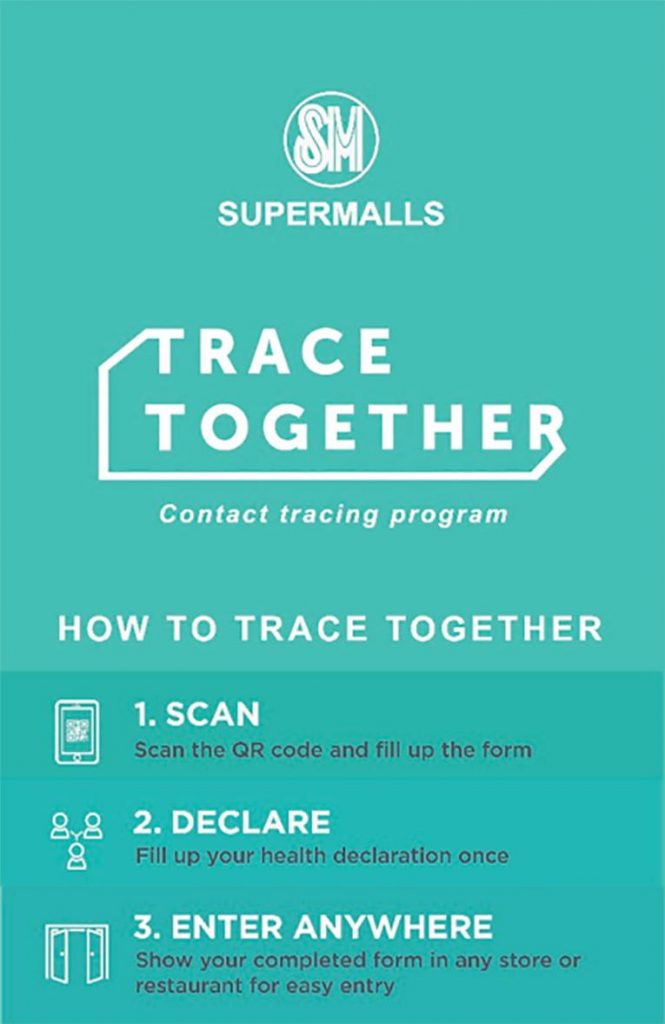 SM
SUPERMALLS
TRACE
TOGETHER
Contact tracing program
HOW TO TRACE TOGETHER
1. SCAN
Scan the QR code and fill up the form
2. DECLARE
Fill up your health declaration once
3. ENTER ANYWHERE
Show your completed form in any store or
restaurant for easy entry